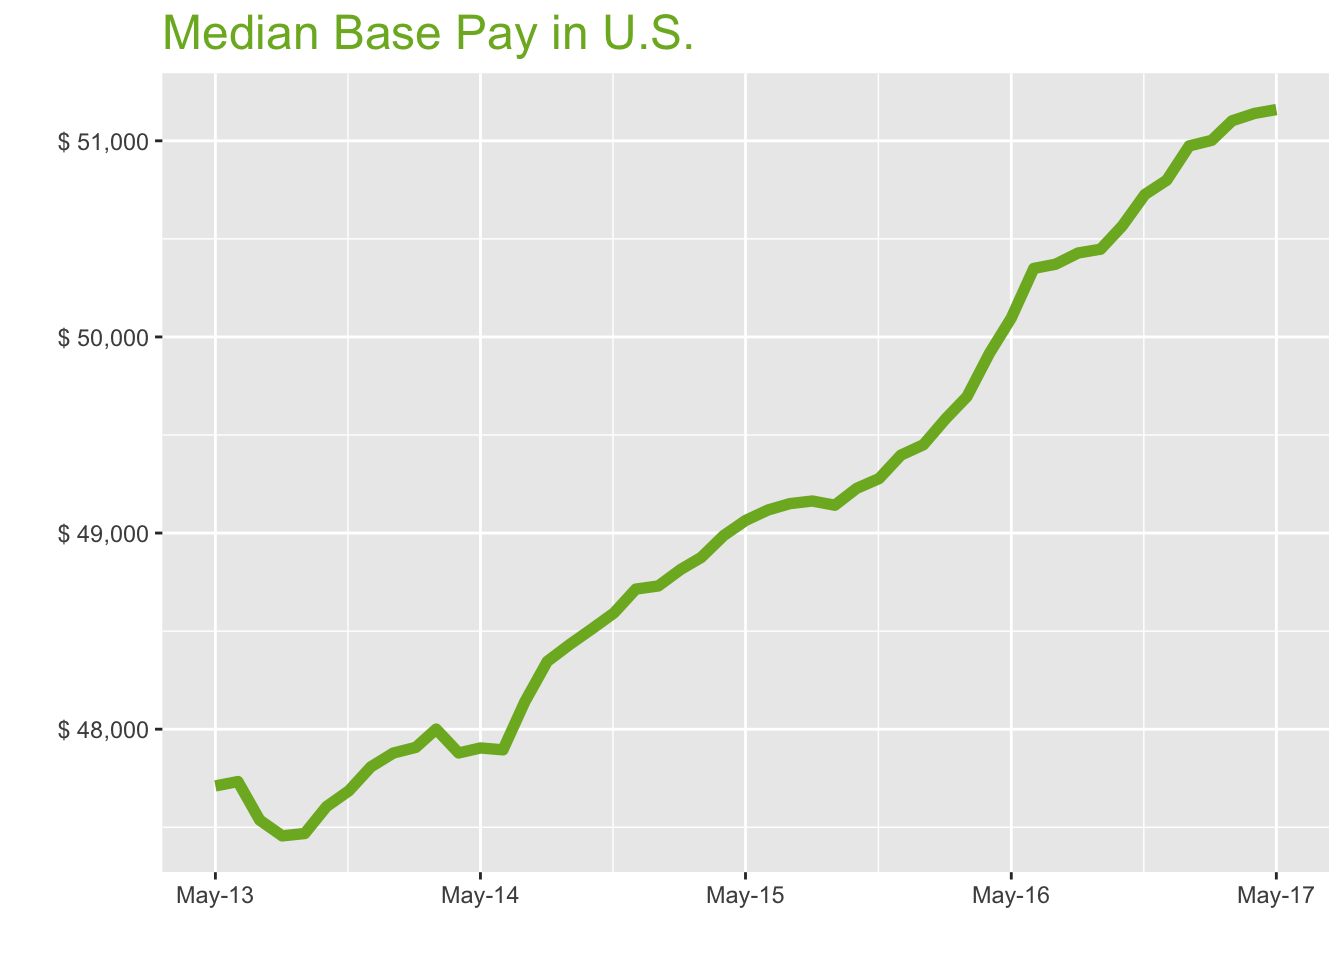 Median Base Pay in U.S.
$ 51,000
$ 50,000
$ 49,000
$ 48,000
May-13 May-14 May-15 May-16 May-17